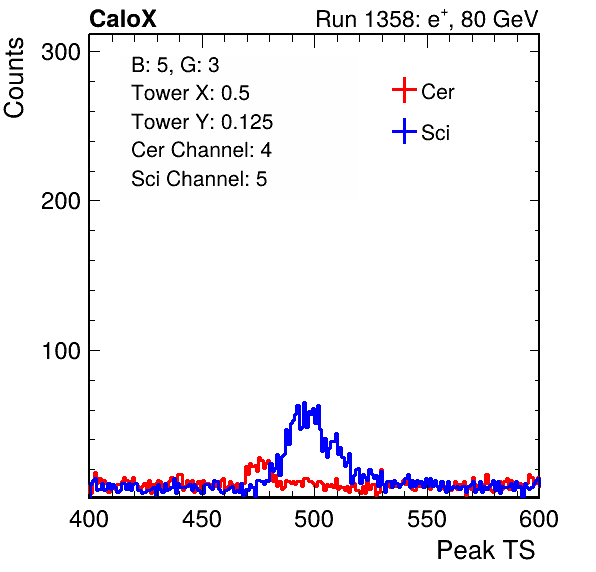 CaloX
Run 1358: e+, 80 GeV
Counts
300
200
100
B: 5, G: 3
Tower X: 0.5
Tower Y: 0.125
Cer Channel: 4
Sci Channel: 5
Cer
Sci
400 450 500 550 600
Peak TS